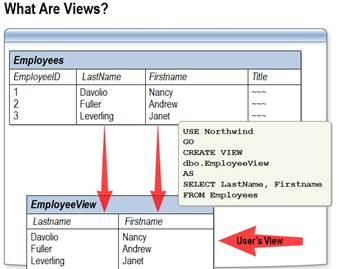 What Are Views?
Employees
EmployeeID LastName Firstname Title
1 Davolio Nancy ~~~
2 Fuller Andrew ~~~
3 Leverling Janet ~~~
USE Northwind
GO
CREATE VIEW
dbo.EmployeeView
AS
SELECT LastName, Firstname
FROM Employees
EmployeeView
Lastname Firstname
Davolio Nancy
Fuller Andrew
Leverling Janet
User's View